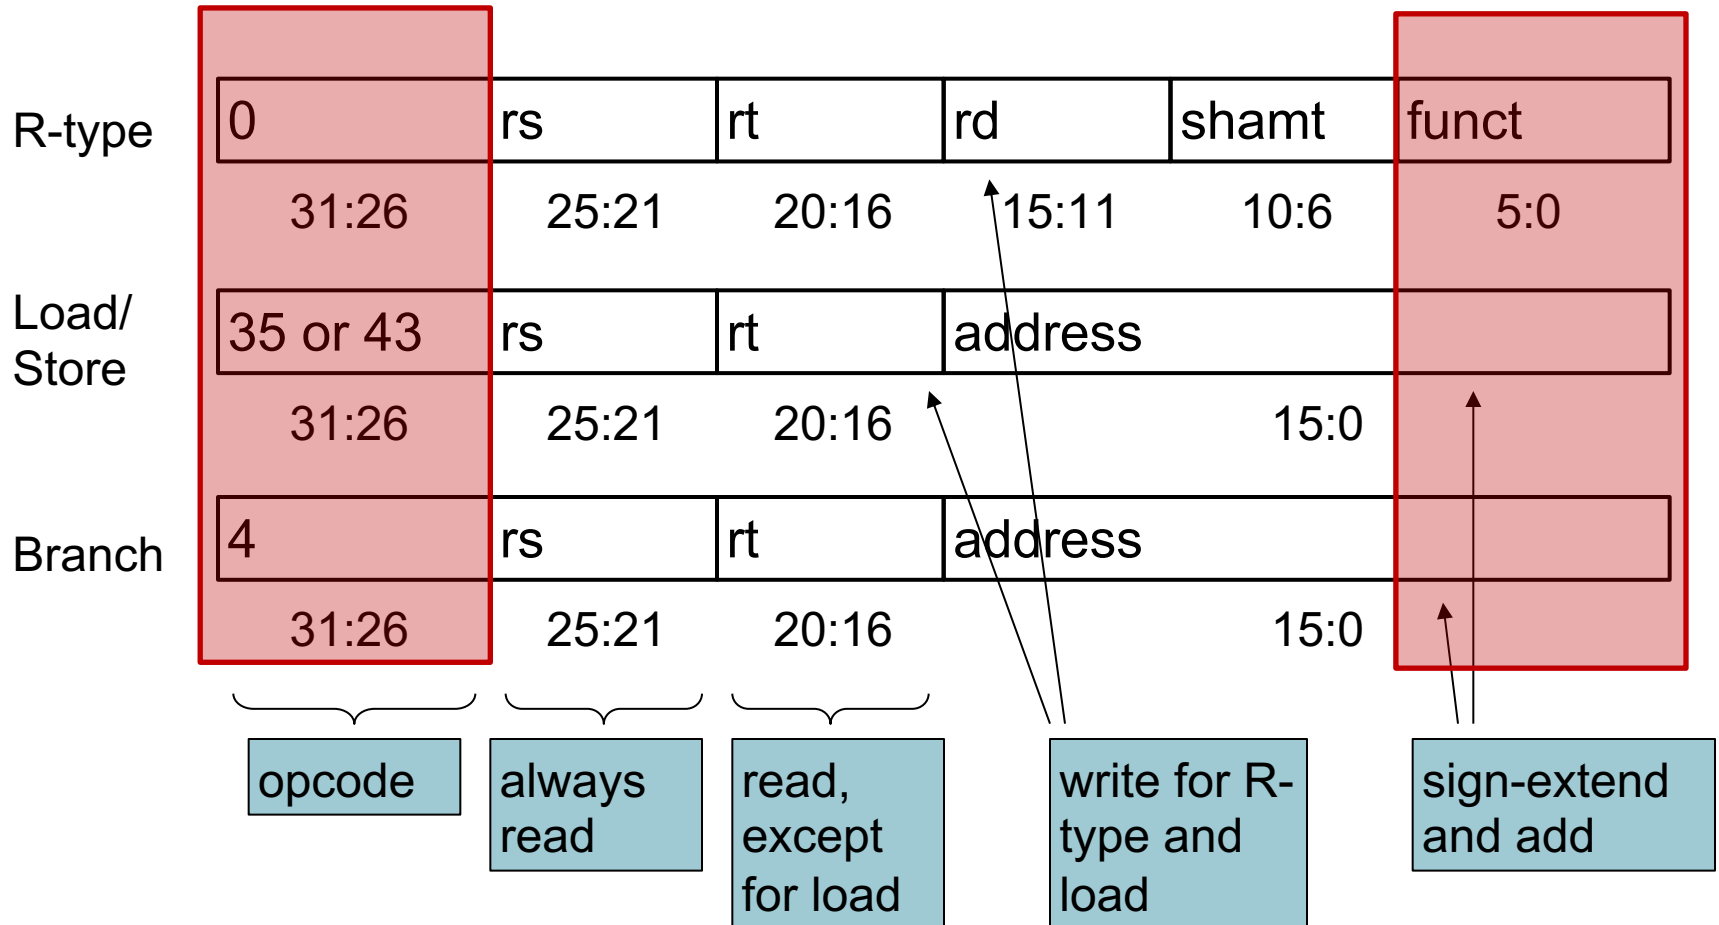 R-type 0 rs rt rd shamt funct
31:26 25:21 20:16 15:11 10:6 5:0
Load/
Store
35 or 43 rs rt address
31:26 25:21 20:16 15:0
Branch 4 rs rt address
31:26 25:21 20:16 15:0
opcode
always
read
read,
except
for load
write for R-
type and
load
sign-extend
and add